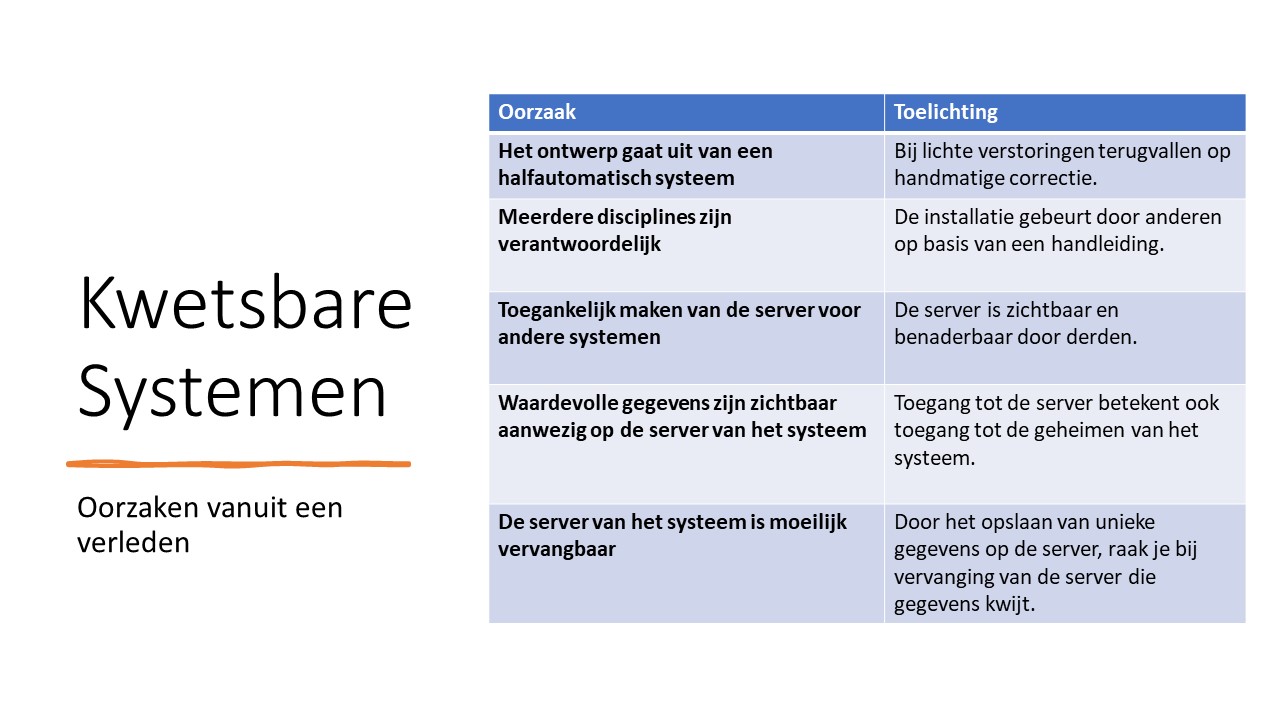 Kwetsbare
Systemen
Oorzaken vanuit een
verleden
Oorzaak
Toelichting
Het ontwerp gaat uit van een
halfautomatisch systeem
Bij lichte verstoringen terugvallen op
handmatige correctie.
Meerdere disciplines zijn
verantwoordelijk
De installatie gebeurt door anderen
op basis van een handleiding.
Toegankelijk maken van de server voor
andere systemen
De server is zichtbaar en
benaderbaar door derden.
Waardevolle gegevens zijn zichtbaar
aanwezig op de server van het systeem
Toegang tot de server betekent ook
toegang tot de geheimen van het
systeem.
De server van het systeem is moeilijk
vervangbaar
Door het opslaan van unieke
gegevens op de server, raak je bij
vervanging van de server die
gegevens kwijt.